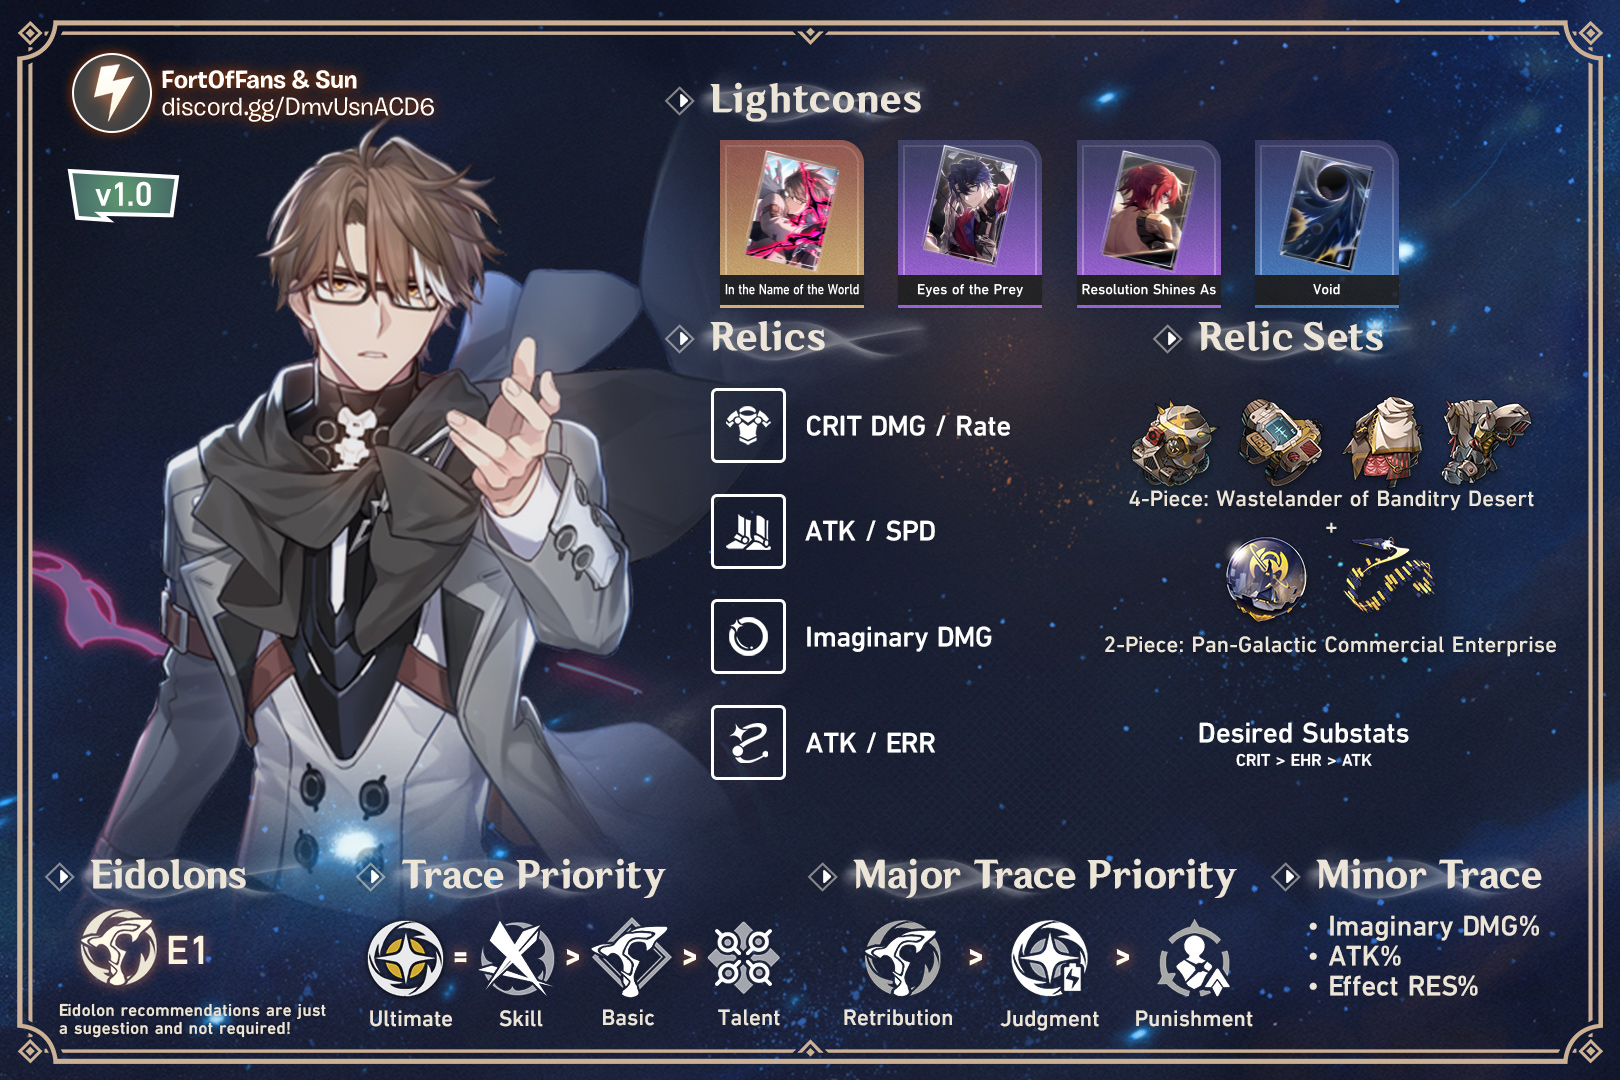 FortOfFans & Sun
discord.gg/DmvUsnACD6
v1.0
Lightcones
In the Name of the World
Eyes of the Prey
Resolution Shines As
Void
Relics
CRIT DMG / Rate
ATK / SPD
Imaginary DMG
ATK / ERR
Relic Sets
4-Piece: Wastelander of Banditry Desert
+
2-Piece: Pan-Galactic Commercial Enterprise
Desired Substats
CRIT > EHR > ATK
Eidolons
E1
Eidolon recommendations are just
a sugestion and not required!
Trace Priority
= > >
Ultimate Skill Basic Talent
Major Trace Priority
> >
Retribution Judgment Punishment
Minor Trace
• Imaginary DMG%
• ATK%
• Effect RES%